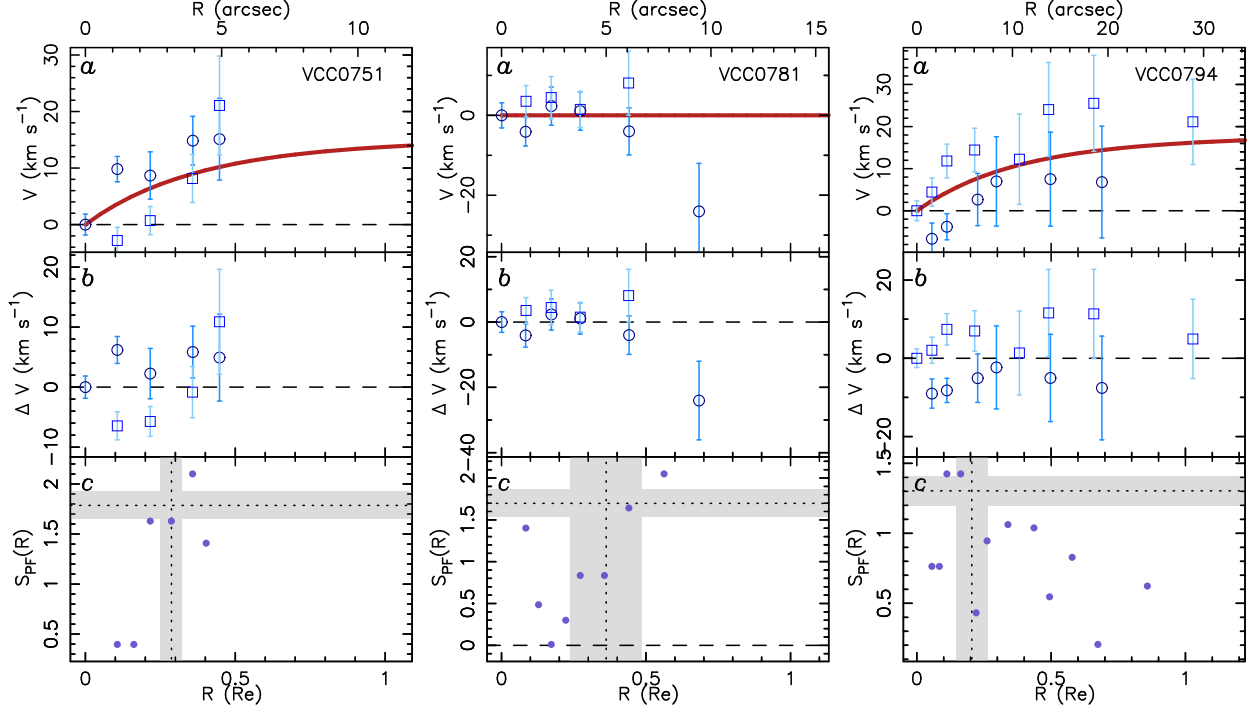 R (arcsec) R (arcsec) R (arcsec)
0 5 10 0 5 10 15 0 10 20 30
a VCC0751 a VCC0781 a VCC0794
V (km s⁻¹) V (km s⁻¹) V (km s⁻¹)
30 20 10 0
0 −20
30 20 10 0
b b b
Δ V (km s⁻¹) Δ V (km s⁻¹) Δ V (km s⁻¹)
20 10 0 −10
20 0 −20 −40
20 0 −20
c c c
S_PF(R) S_PF(R) S_PF(R)
2 1.5 1 0.5
2 1.5 1 0.5 0
1.5 1 0.5
0 0.5 1 0 0.5 1 0 0.5 1
R (Re) R (Re) R (Re)